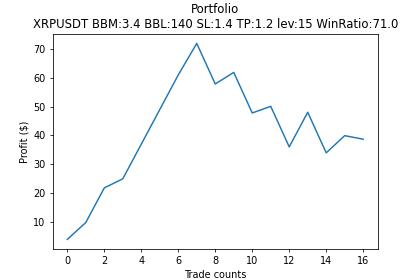 Portfolio
XRPUSDT BBM:3.4 BBL:140 SL:1.4 TP:1.2 lev:15 WinRatio:71.0
70
60
50
40
30
20
10
Profit ($)
0 2 4 6 8 10 12 14 16
Trade counts